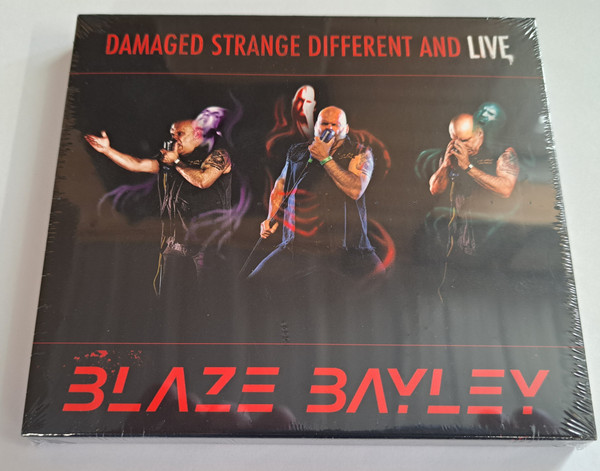 DAMAGED STRANGE DIFFERENT AND LIVE
BLAZE BAYLEY